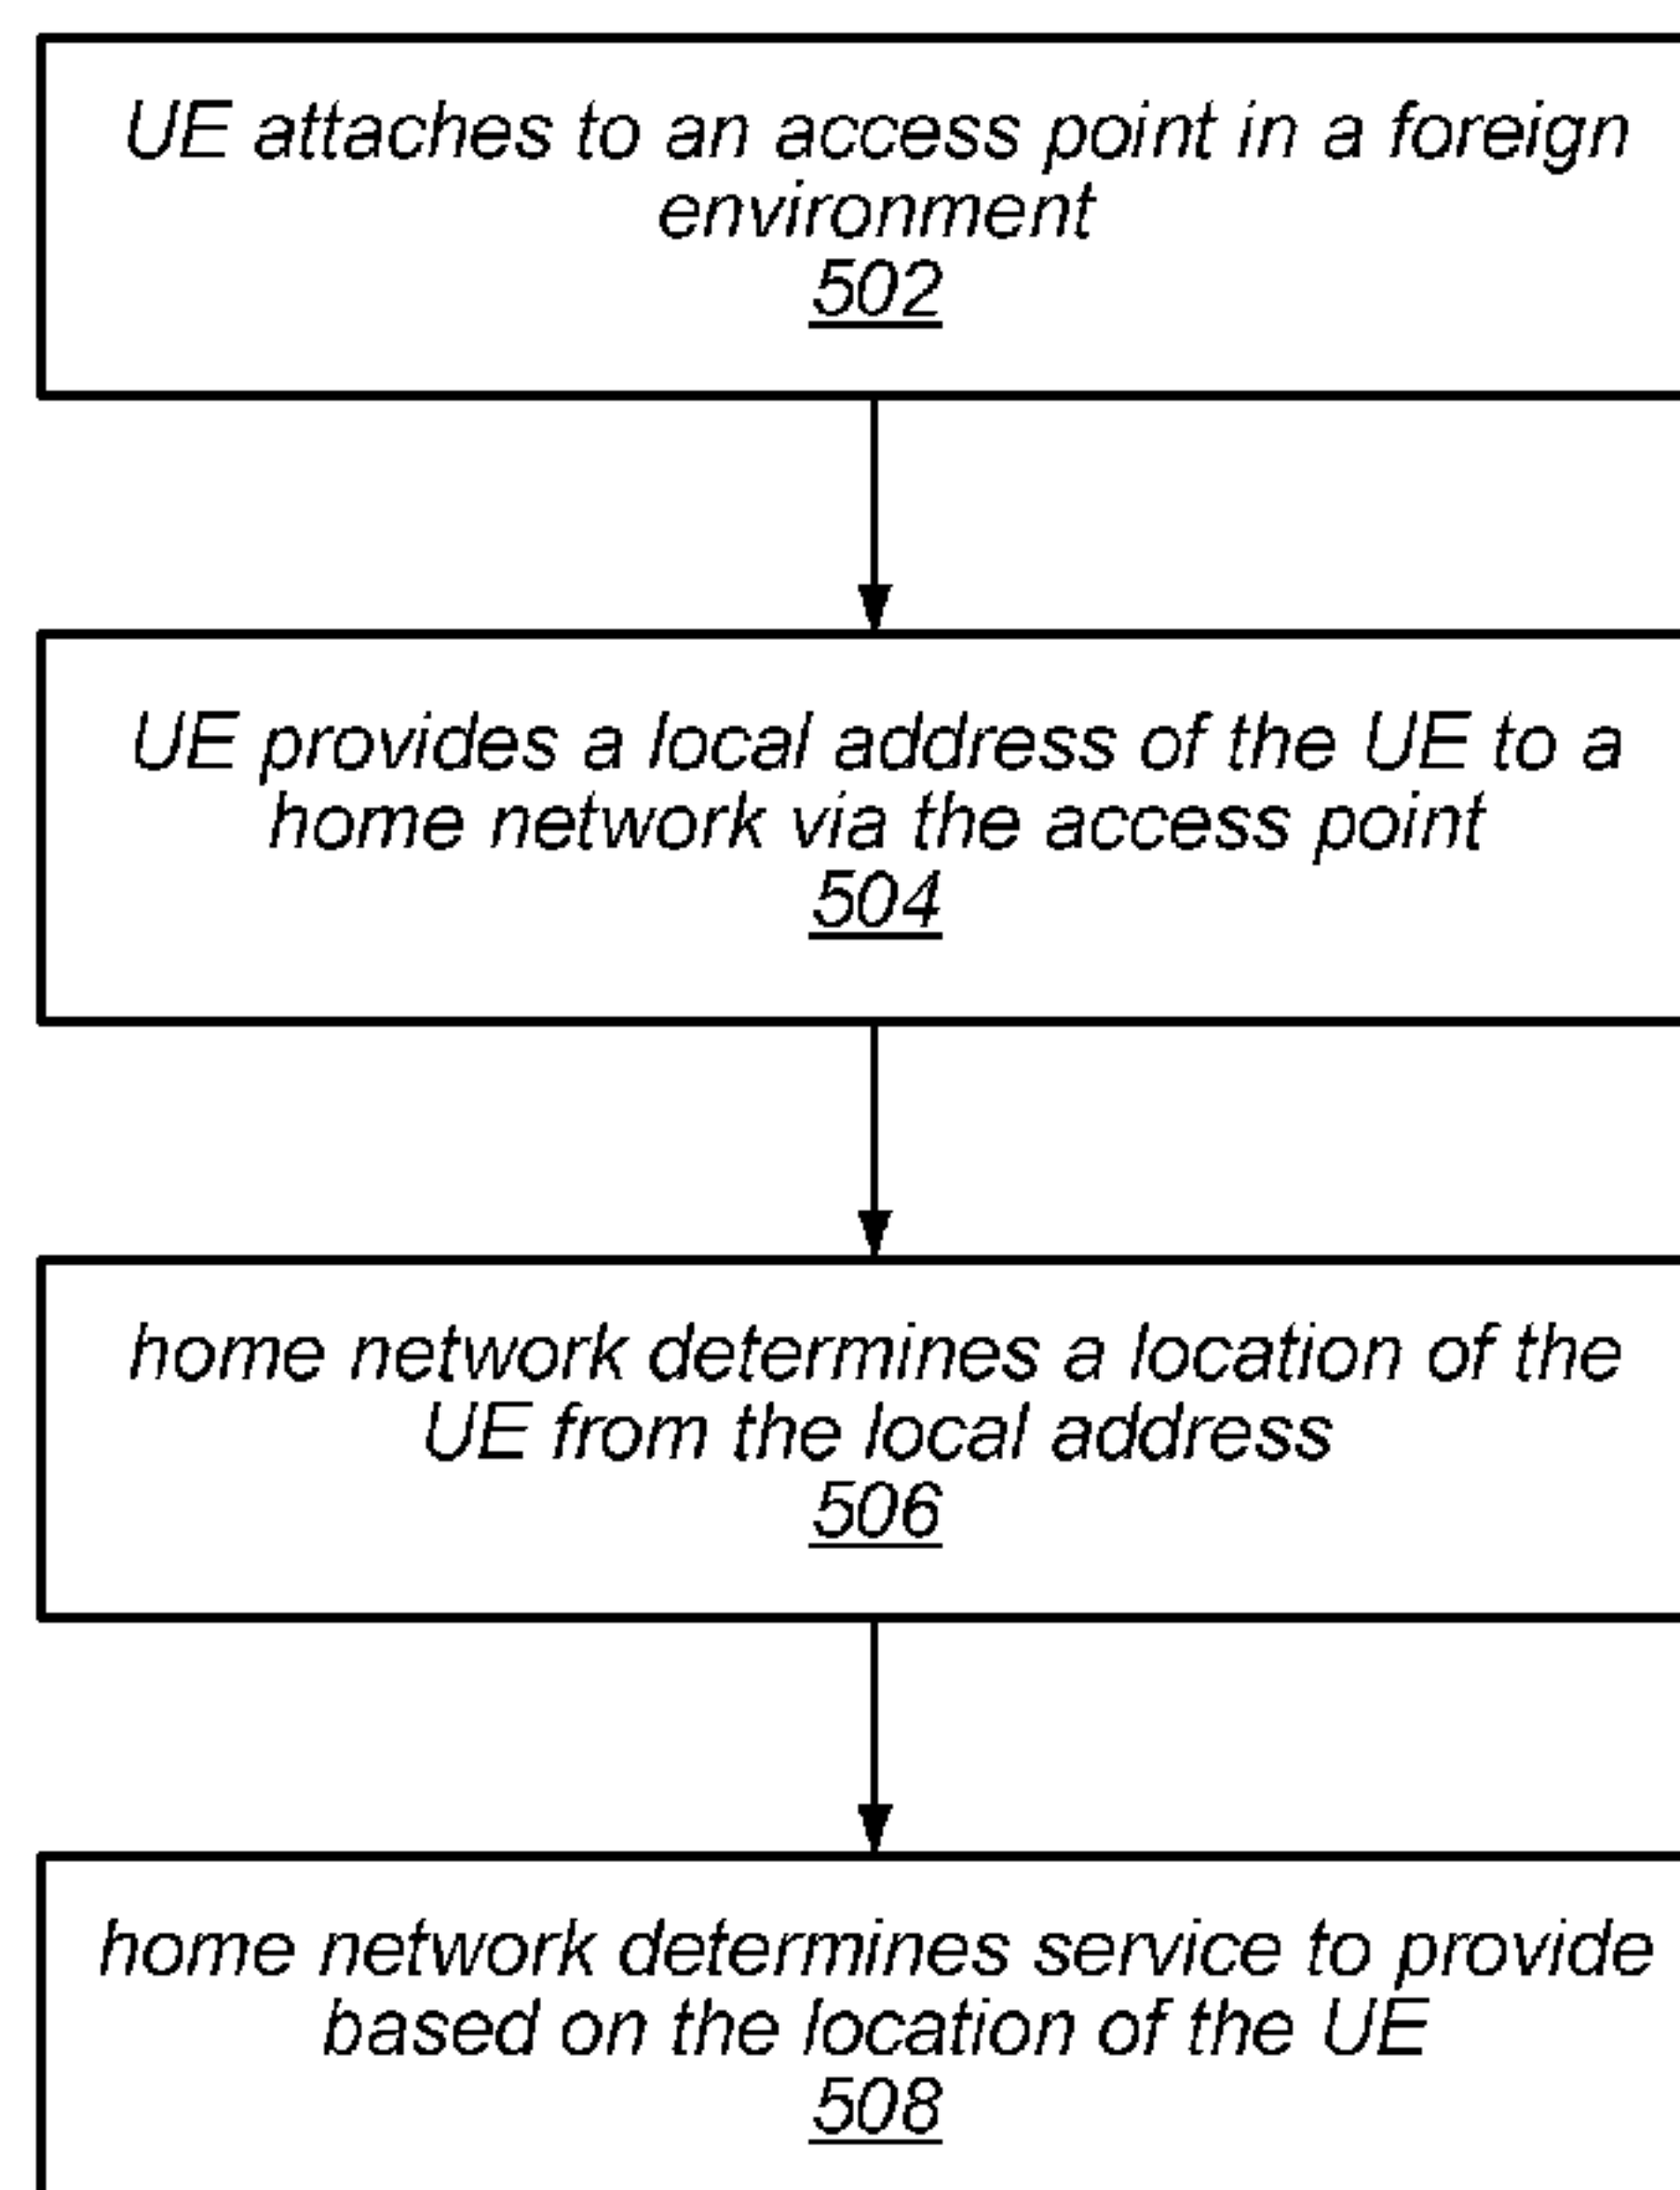 UE attaches to an access point in a foreign
environment
502
UE provides a local address of the UE to a
home network via the access point
504
home network determines a location of the
UE from the local address
506
home network determines service to provide
based on the location of the UE
508